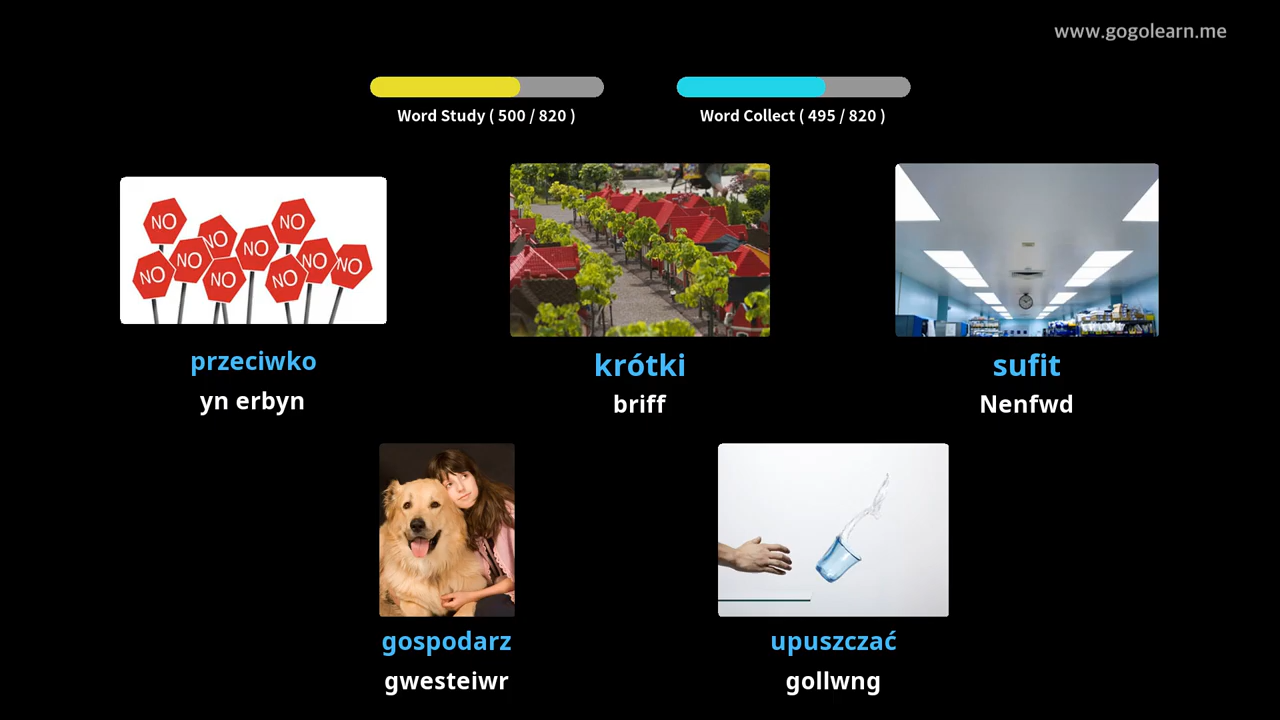 www.gogolearn.me
Word Study ( 500 / 820 )
Word Collect ( 495 / 820 )
NO
NO
NO
NO
NO
NO
NO
NO
NO
przeciwko
yn erbyn
krótki
briff
sufit
Nenfwd
gospodarz
gwesteiwr
upuszczać
gollwng